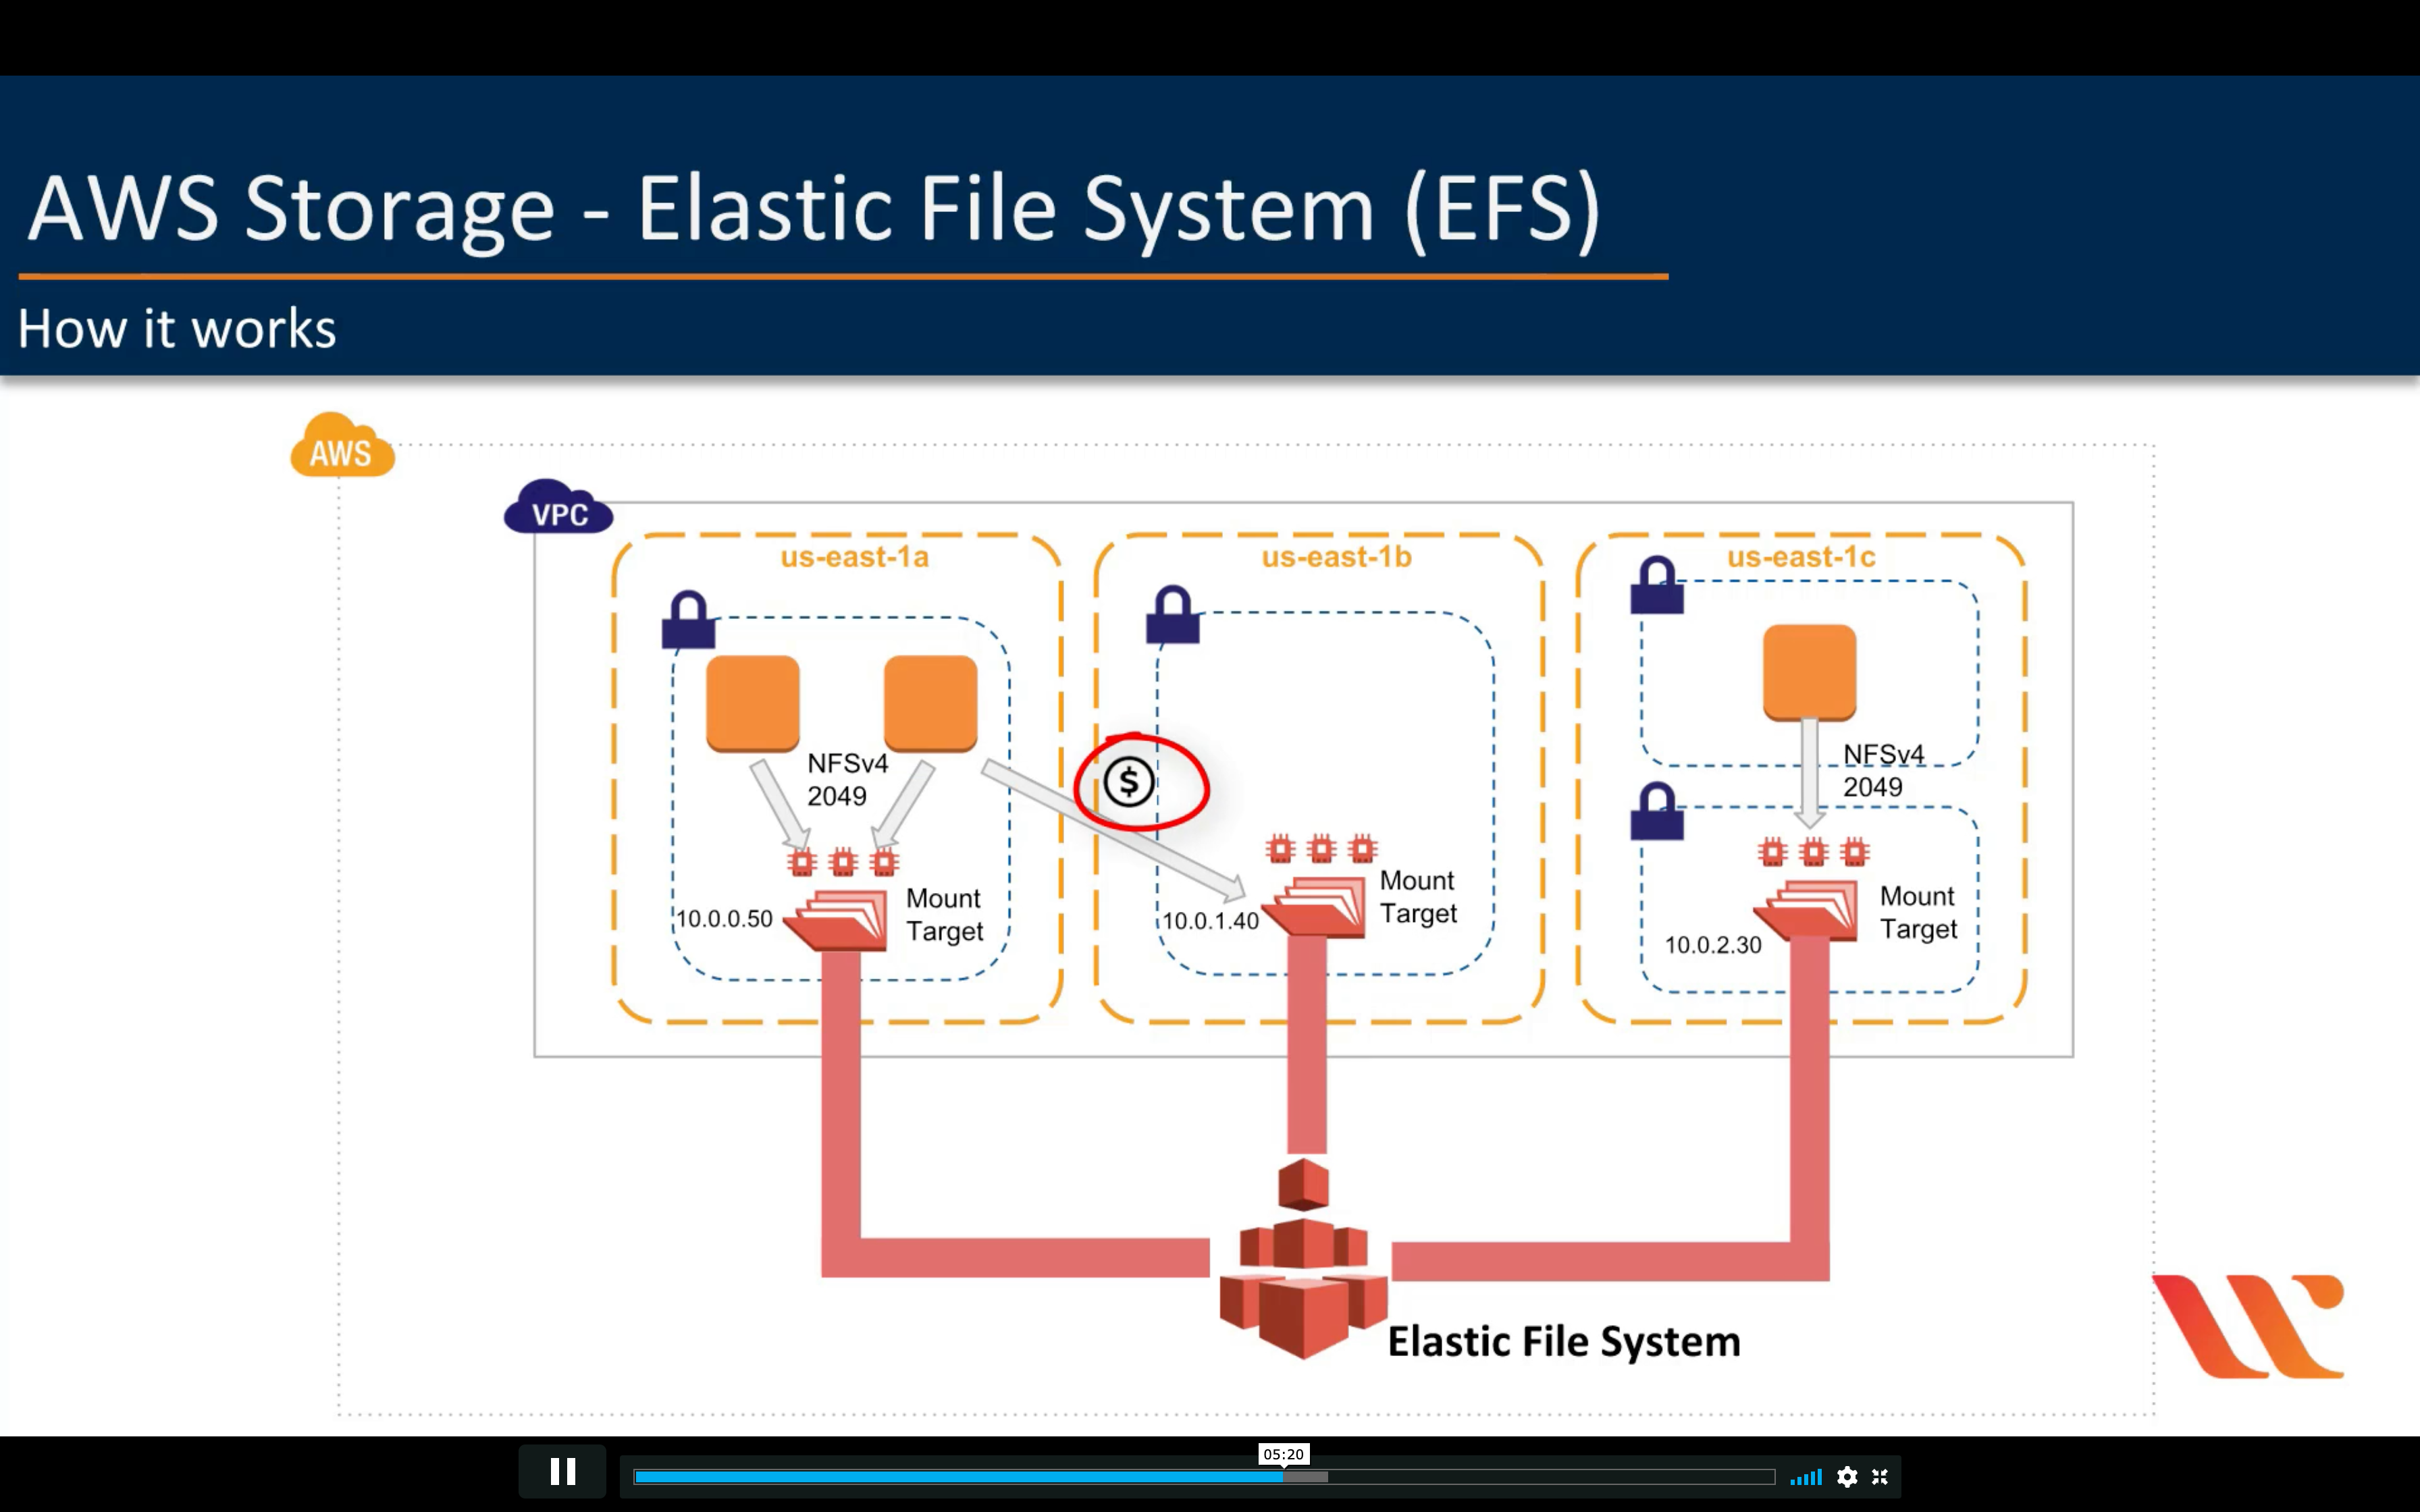 AWS Storage - Elastic File System (EFS)
How it works
AWS
VPC
us-east-1a
us-east-1b
us-east-1c
NFSv4
2049
$
NFSv4
2049
10.0.0.50
Mount
Target
10.0.1.40
Mount
Target
10.0.2.30
Mount
Target
Elastic File System
05:20